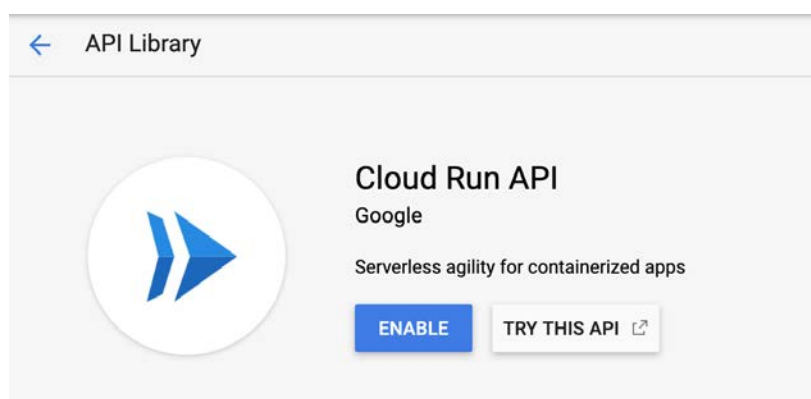 API Library
Cloud Run API
Google
Serverless agility for containerized apps
ENABLE
TRY THIS API